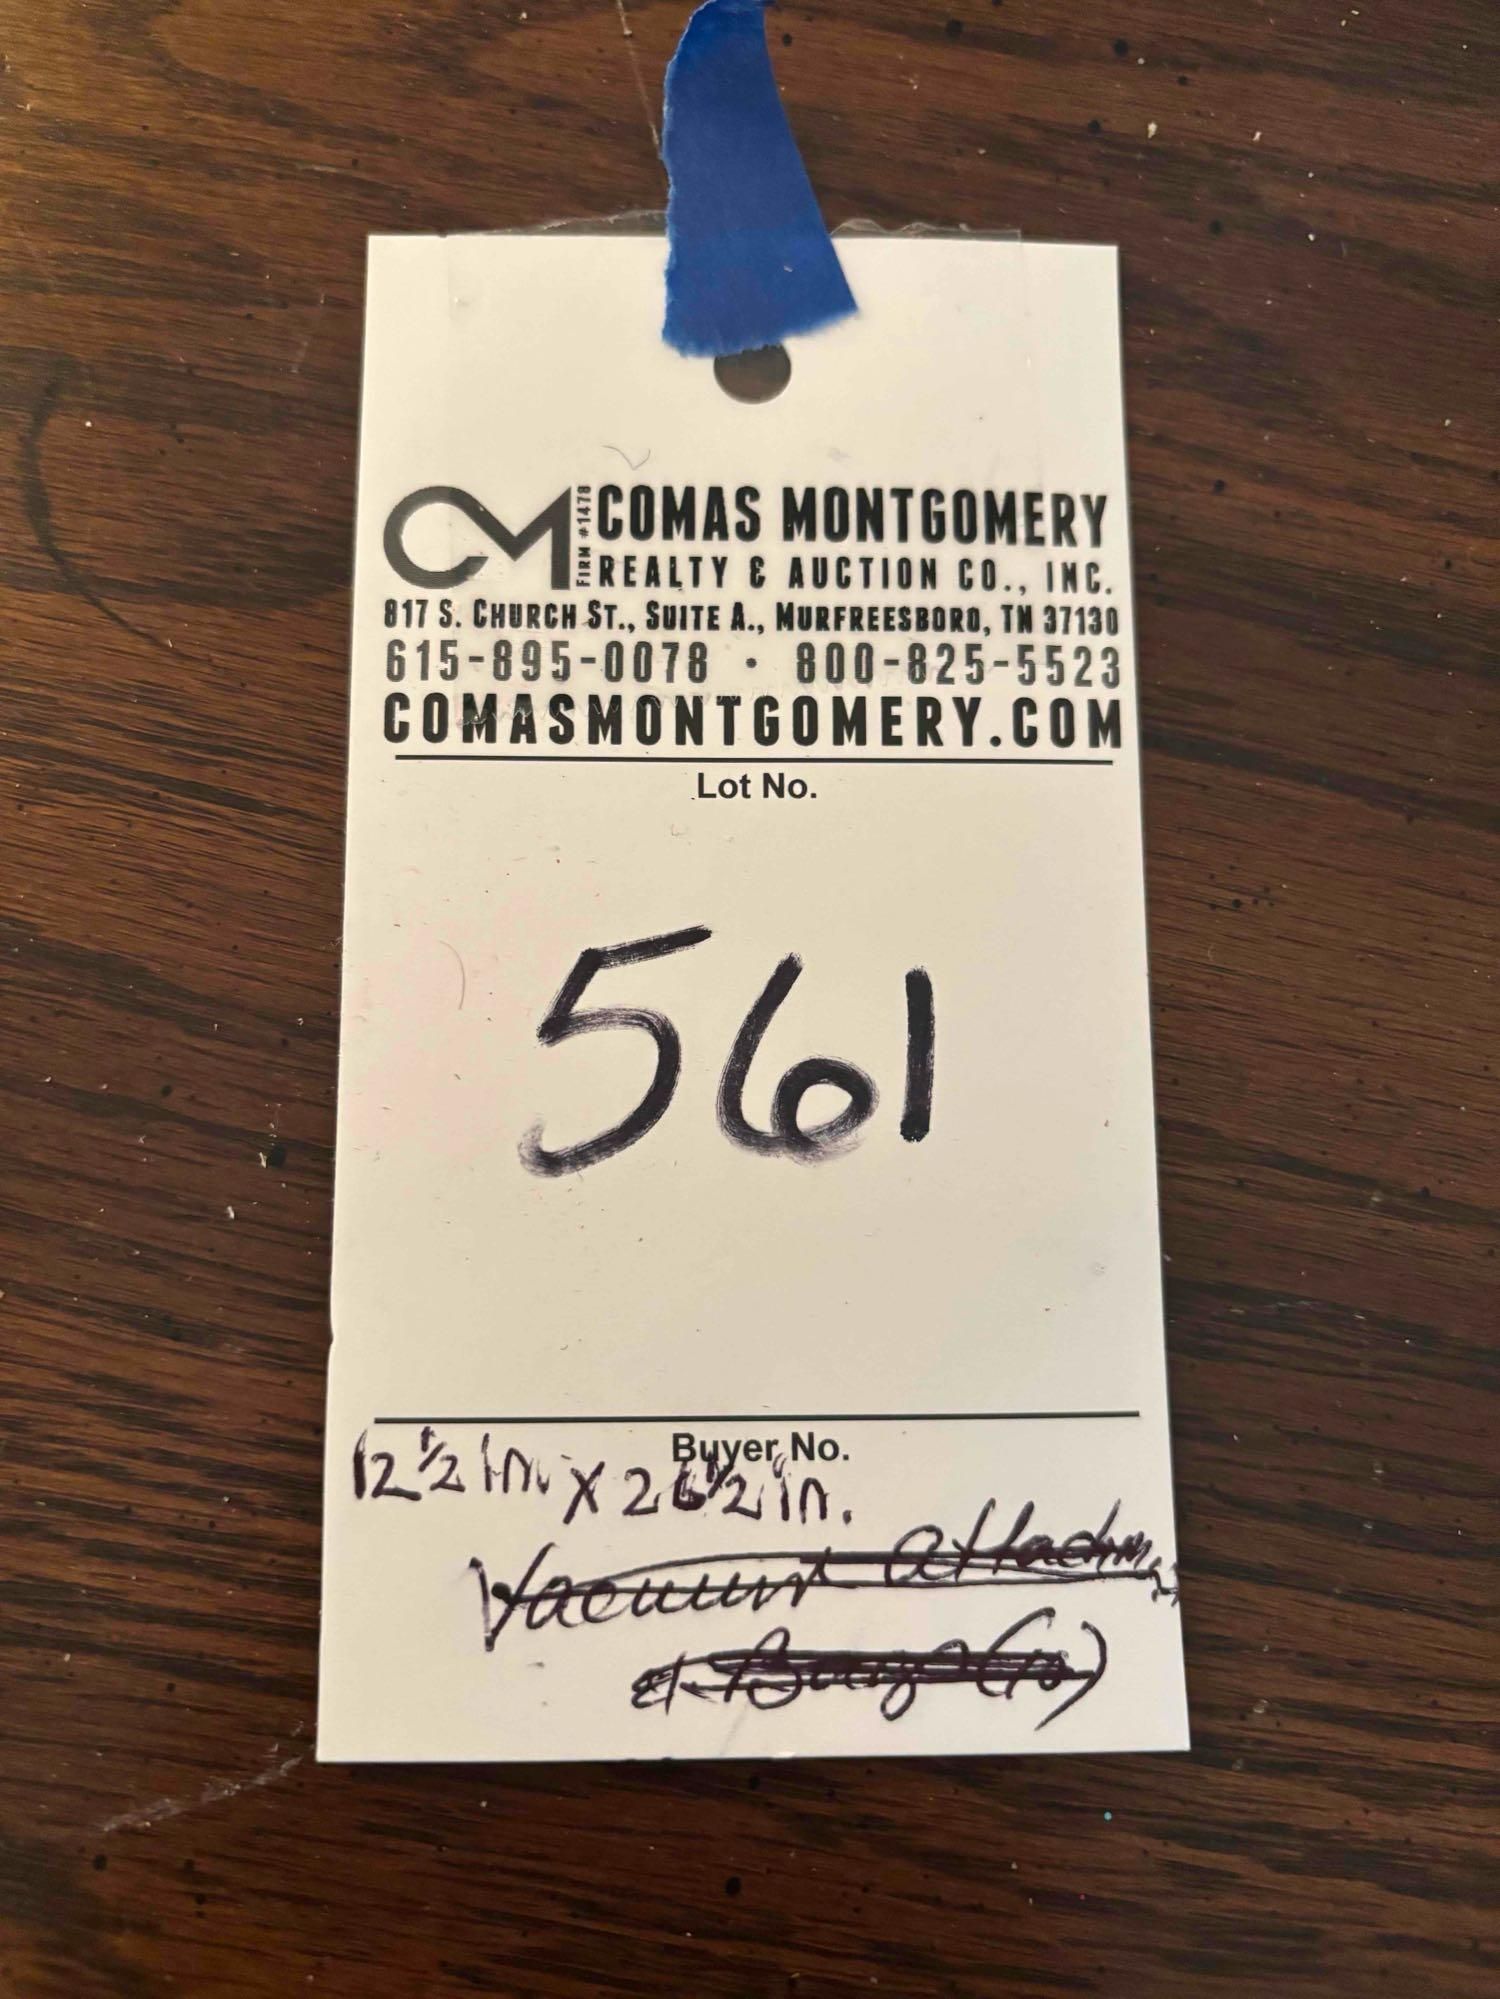 CM FIRM #1478 COMAS MONTGOMERY
REALTY & AUCTION CO., INC.
817 S. CHURCH ST., SUITE A., MURFREESBORO, TN 37130
615-895-0078 · 800-825-5523
COMASMONTGOMERY.COM
Lot No.
561
Buyer No.
12 1/2 in. x 26 1/2 in.
Vacuum